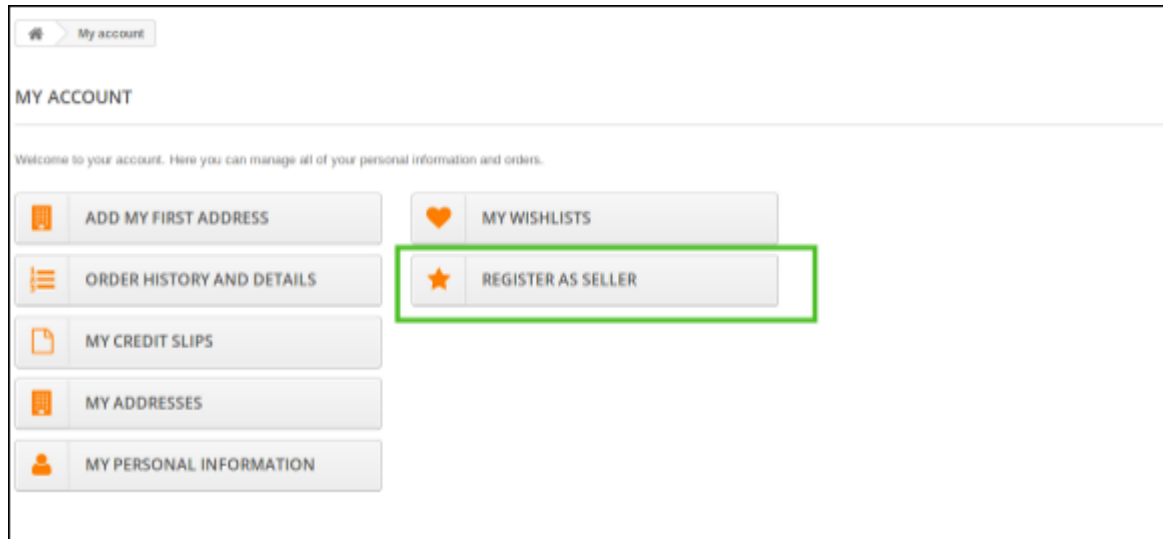 My account
MY ACCOUNT
Welcome to your account. Here you can manage all of your personal information and orders.
ADD MY FIRST ADDRESS
ORDER HISTORY AND DETAILS
MY CREDIT SLIPS
MY ADDRESSES
MY PERSONAL INFORMATION
MY WISHLISTS
REGISTER AS SELLER